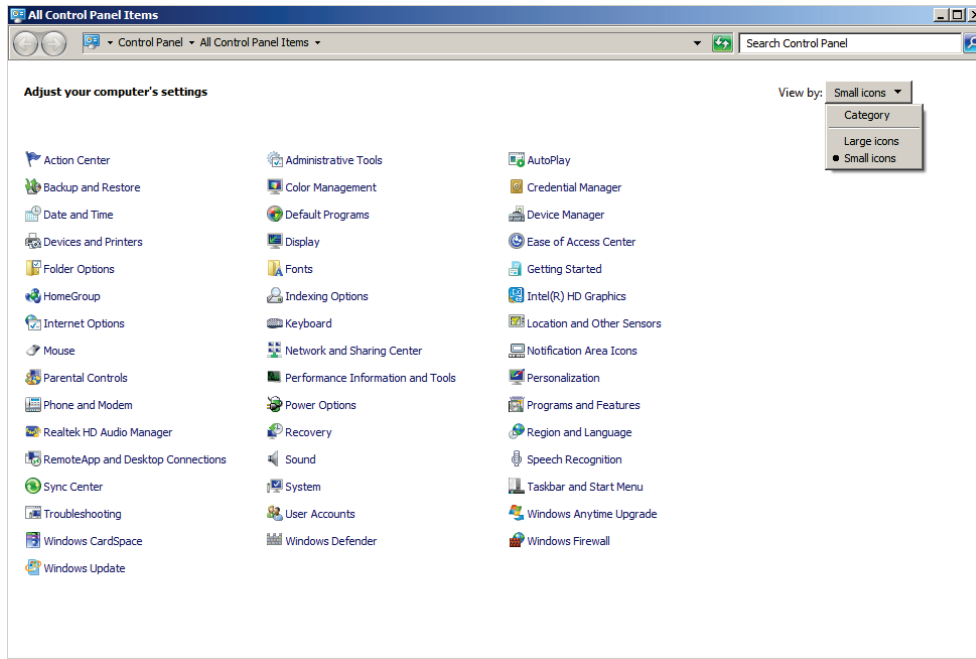 All Control Panel Items
Control Panel All Control Panel Items Search Control Panel
Adjust your computer's settings View by: Small icons
Category
Large icons
Small icons
Action Center Administrative Tools AutoPlay
Backup and Restore Color Management Credential Manager
Date and Time Default Programs Device Manager
Devices and Printers Display Ease of Access Center
Folder Options Fonts Getting Started
HomeGroup Indexing Options Intel(R) HD Graphics
Internet Options Keyboard Location and Other Sensors
Mouse Network and Sharing Center Notification Area Icons
Parental Controls Performance Information and Tools Personalization
Phone and Modem Power Options Programs and Features
Realtek HD Audio Manager Recovery Region and Language
RemoteApp and Desktop Connections Sound Speech Recognition
Sync Center System Taskbar and Start Menu
Troubleshooting User Accounts Windows Anytime Upgrade
Windows CardSpace Windows Defender Windows Firewall
Windows Update